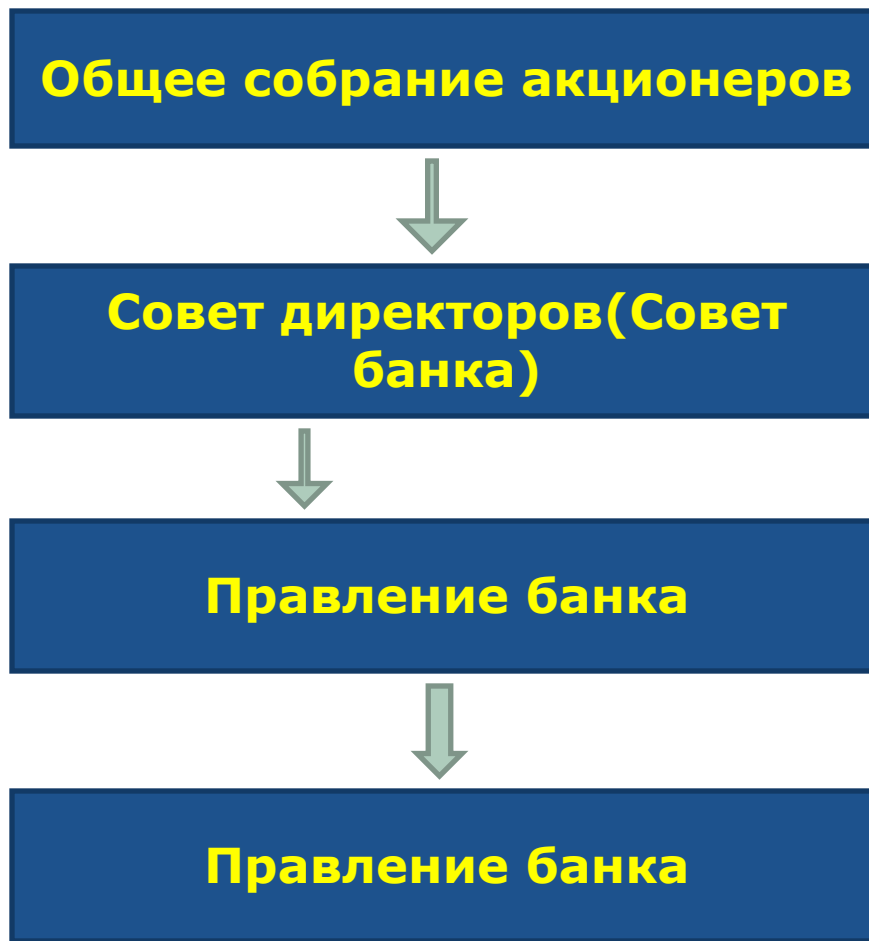 Общее собрание акционеров
Совет директоров(Совет
банка)
Правление банка
Правление банка